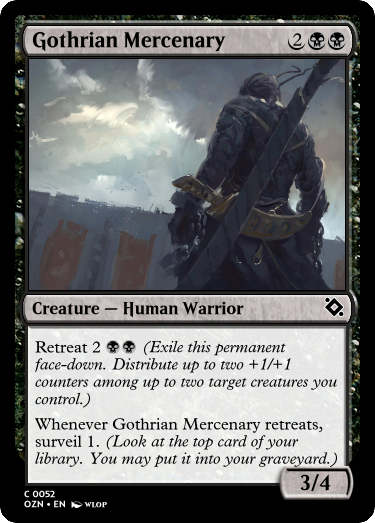 Gothrian Mercenary 2
Creature — Human Warrior
Retreat 2 (Exile this permanent
face-down. Distribute up to two +1/+1
counters among up to two target creatures you
control.)
Whenever Gothrian Mercenary retreats,
surveil 1. (Look at the top card of your
library. You may put it into your graveyard.)
3/4
C 0052
OZN • EN WLOP